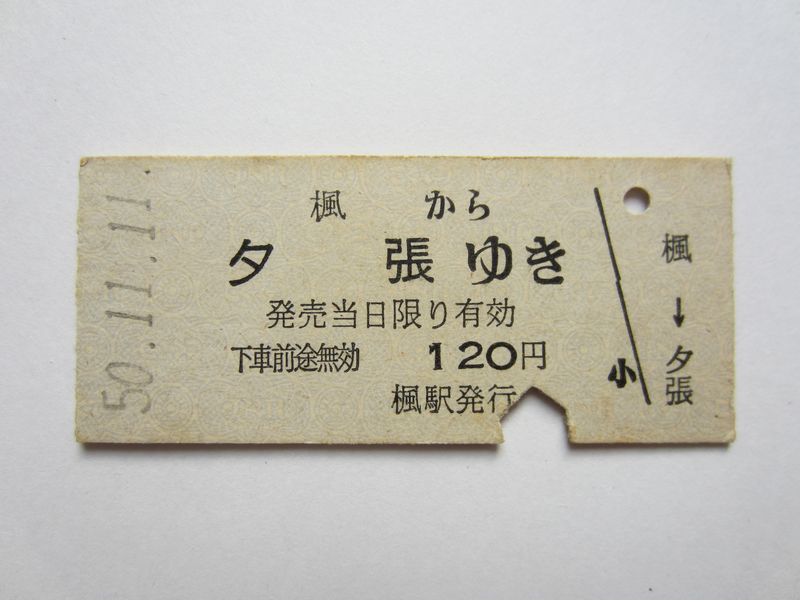 50.11.11
楓 から
夕張ゆき
発売当日限り有効
下車前途無効 120円
楓駅発行
小
楓→夕張